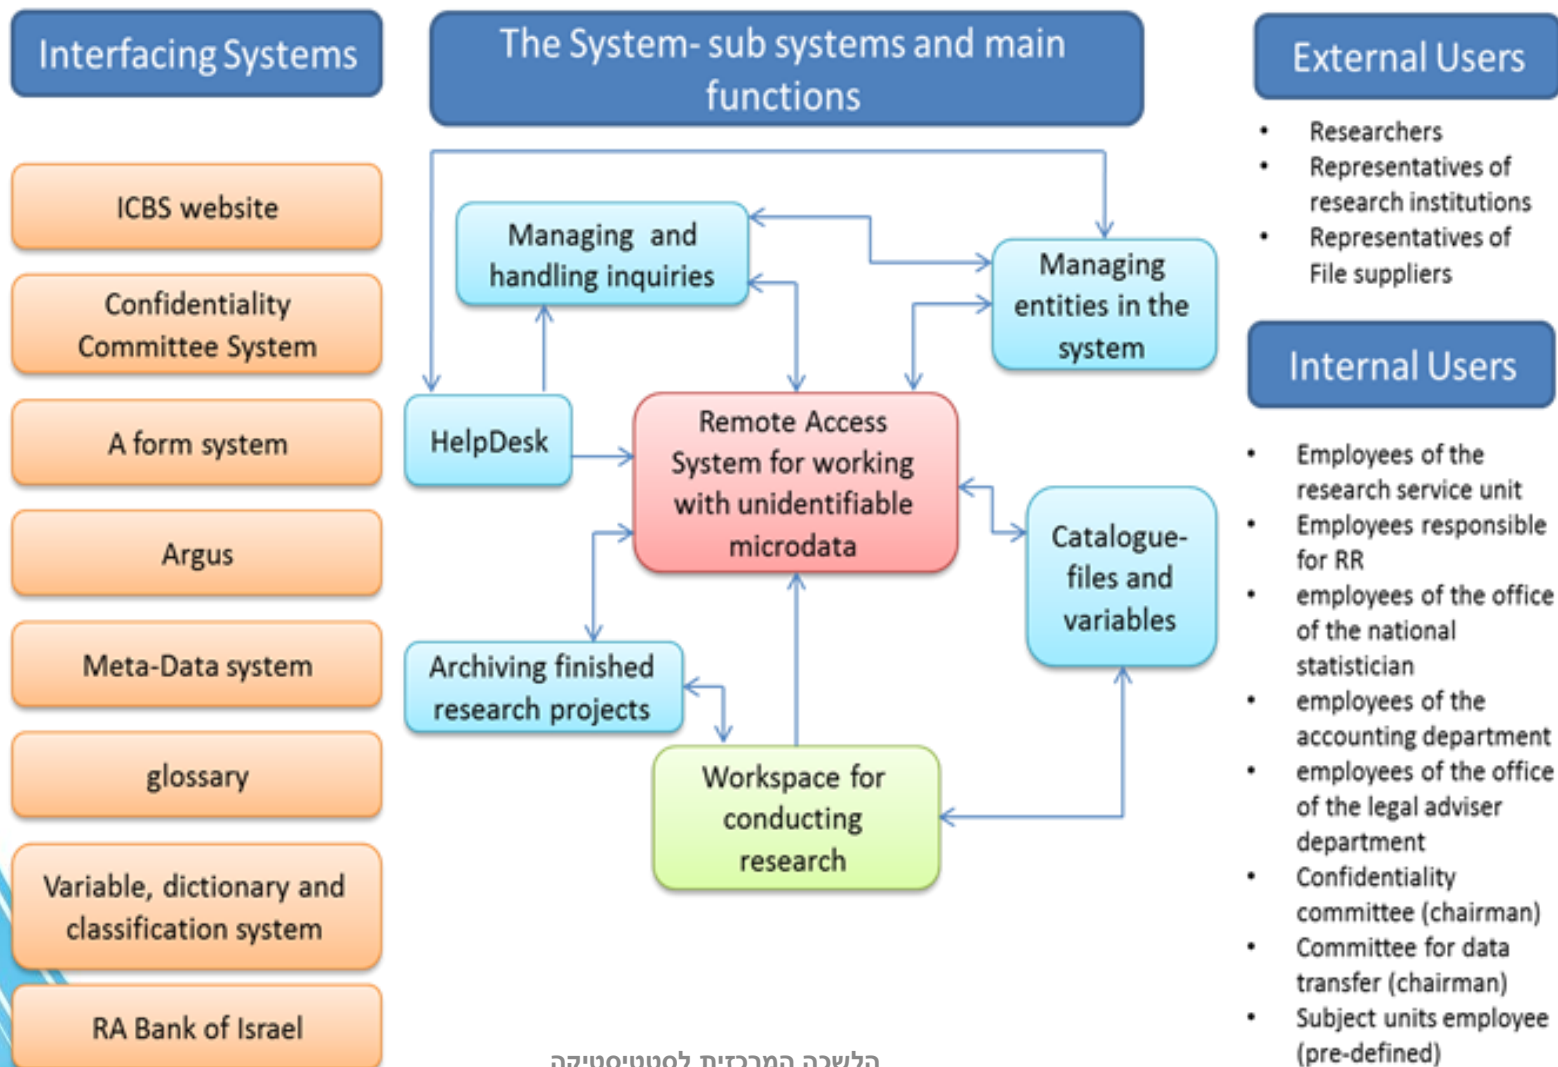 Interfacing Systems
ICBS website
Confidentiality
Committee System
A form system
Argus
Meta-Data system
glossary
Variable, dictionary and
classification system
RA Bank of Israel
The System- sub systems and main
functions
Managing and
handling inquiries
Managing
entities in the
system
HelpDesk
Remote Access
System for working
with unidentifiable
microdata
Catalogue-
files and
variables
Archiving finished
research projects
Workspace for
conducting
research
הלשכה המרכזית לסטטיסטיקה
External Users
• Researchers
• Representatives of
research institutions
• Representatives of
File suppliers
Internal Users
• Employees of the
research service unit
• Employees responsible
for RR
• employees of the office
of the national
statistician
• employees of the
accounting department
• employees of the office
of the legal adviser
department
• Confidentiality
committee (chairman)
• Committee for data
transfer (chairman)
• Subject units employee
(pre-defined)